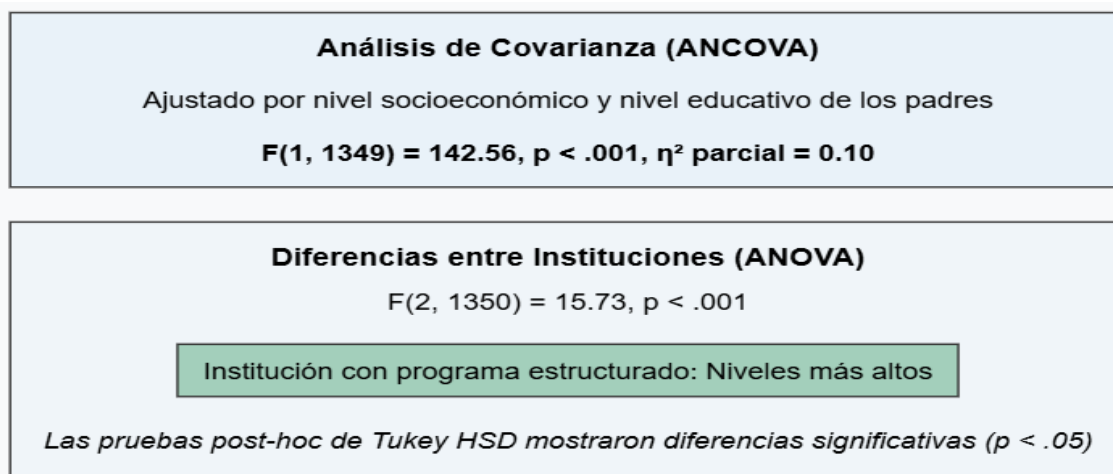 Análisis de Covarianza (ANCOVA)
Ajustado por nivel socioeconómico y nivel educativo de los padres
F(1, 1349) = 142.56, p < .001, η² parcial = 0.10
Diferencias entre Instituciones (ANOVA)
F(2, 1350) = 15.73, p < .001
Institución con programa estructurado: Niveles más altos
Las pruebas post-hoc de Tukey HSD mostraron diferencias significativas (p < .05)